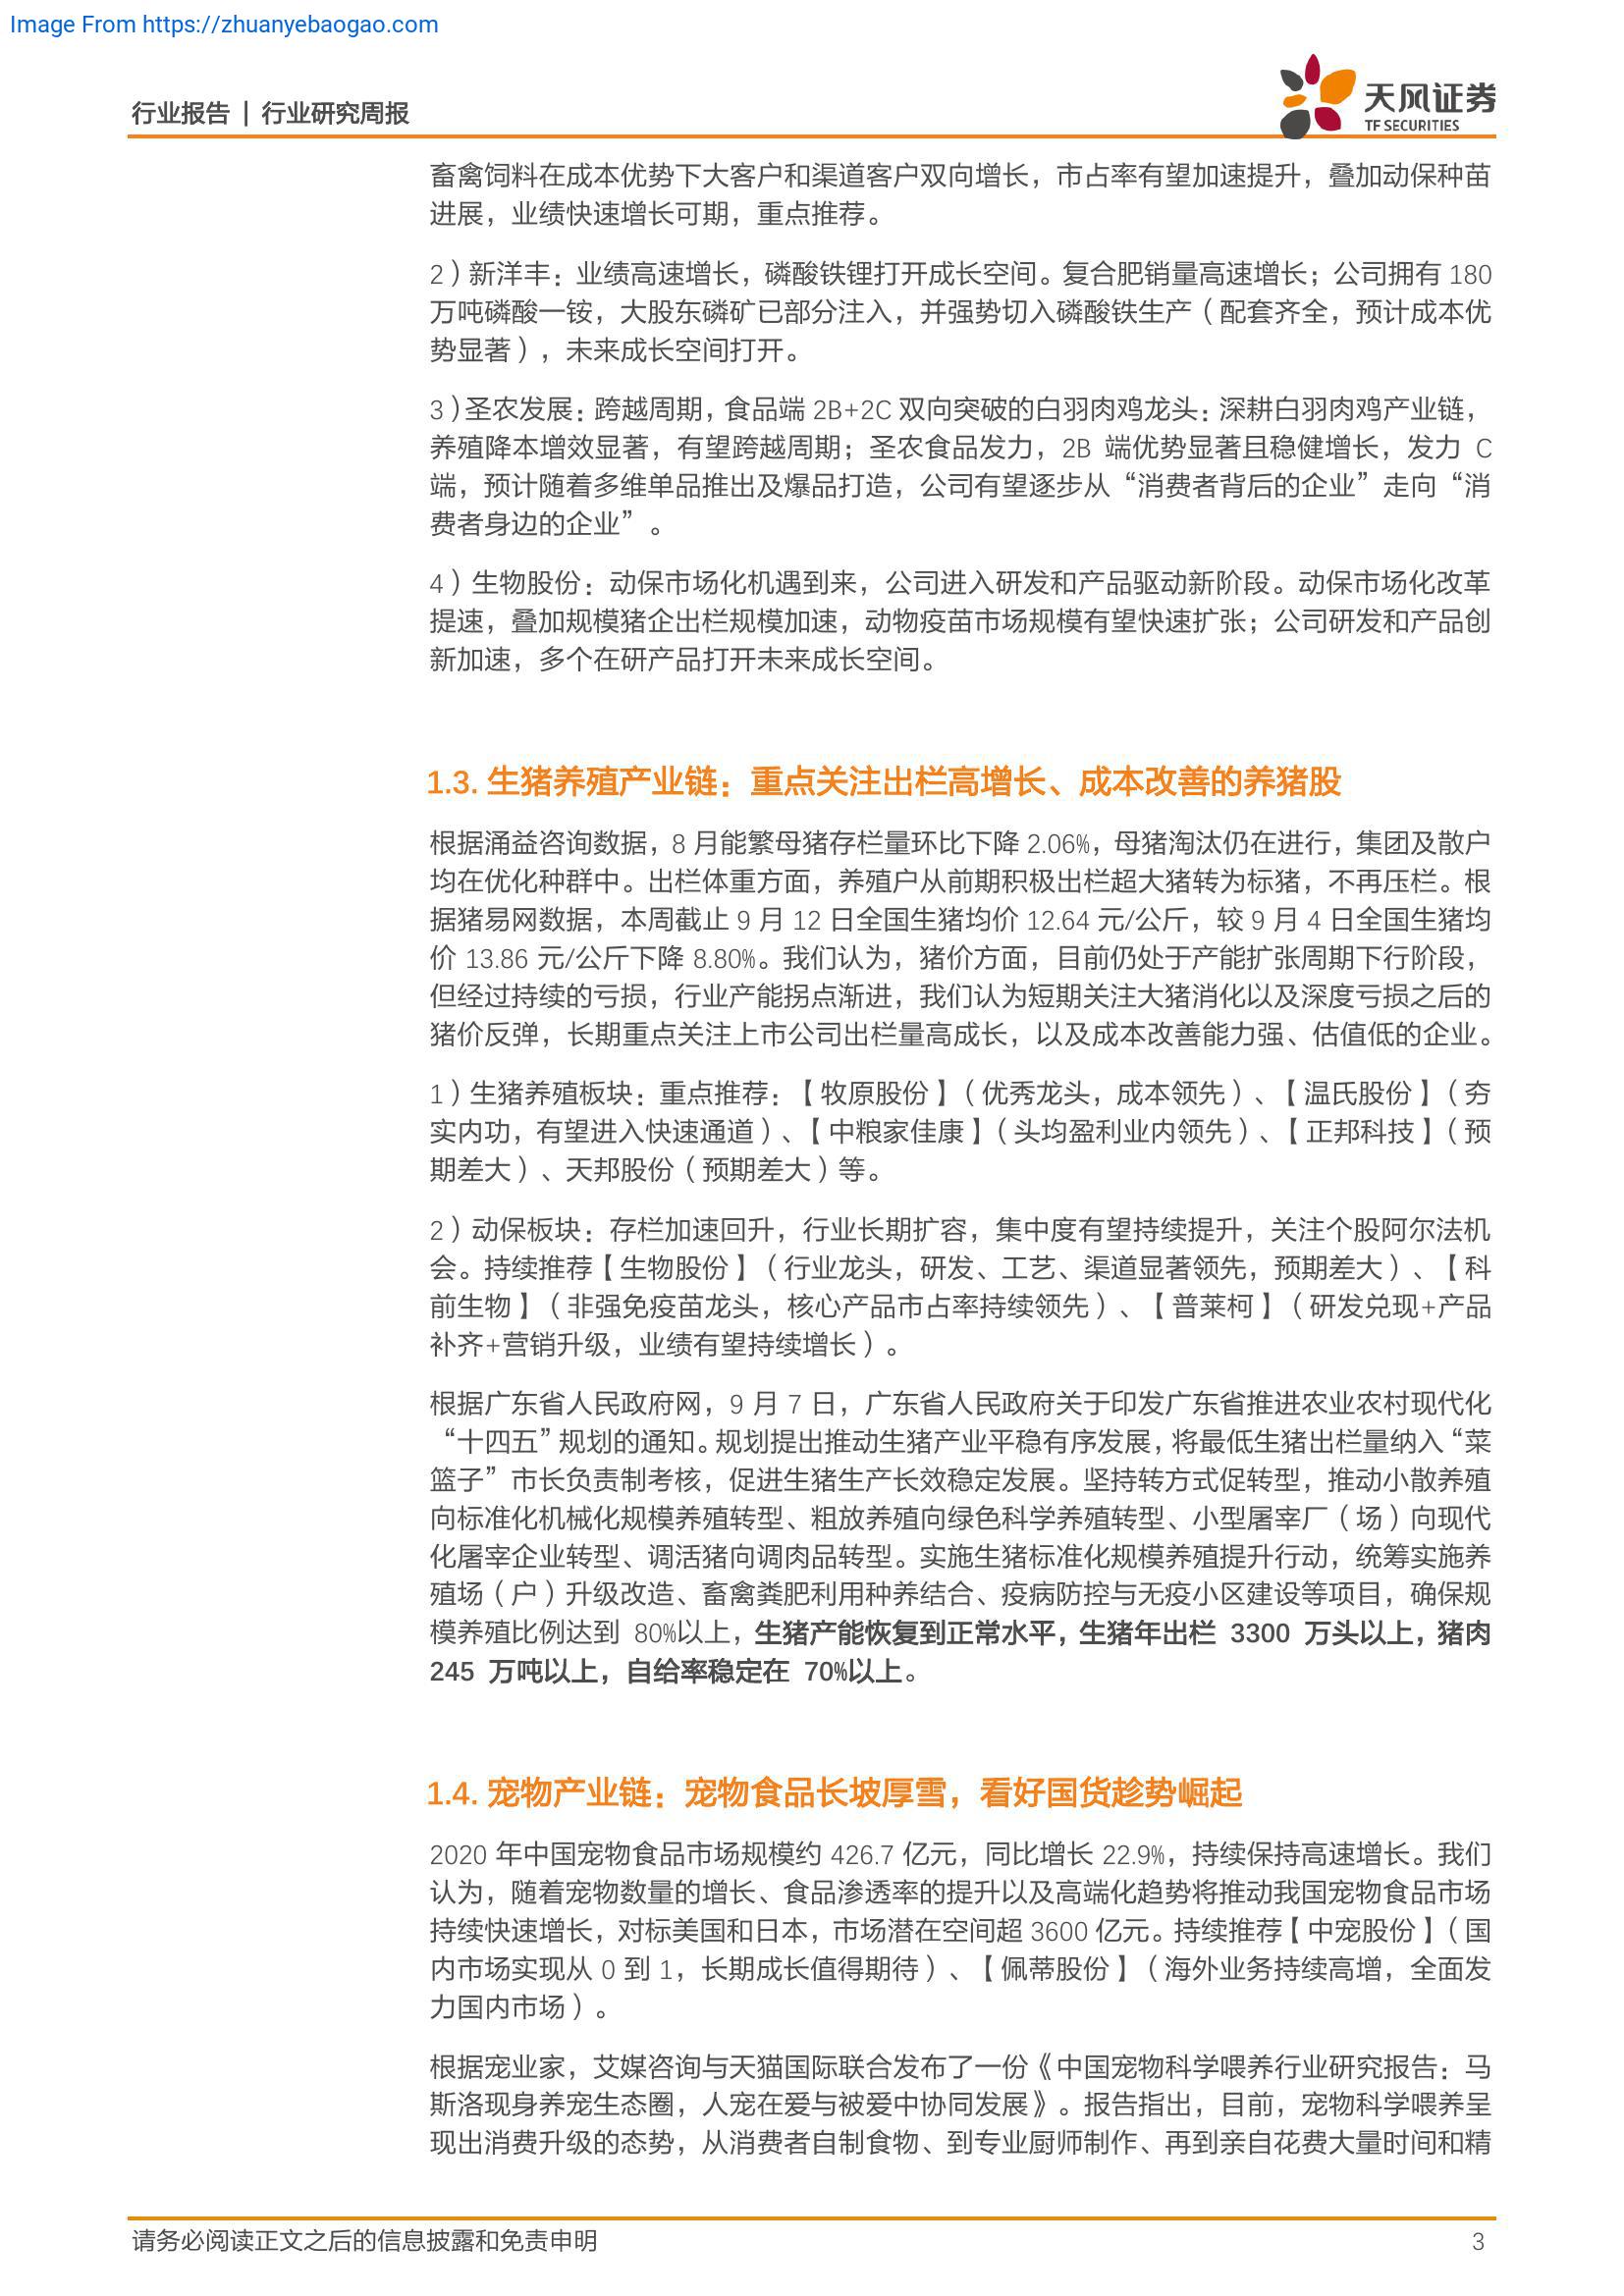 Image From https://zhuanyebaogao.com
行业报告 | 行业研究周报
天风证券
TF SECURITIES
畜禽饲料在成本优势下大客户和渠道客户双向增长，市占率有望加速提升，叠加动保种苗
进展，业绩快速增长可期，重点推荐。
2）新洋丰：业绩高速增长，磷酸铁锂打开成长空间。复合肥销量高速增长；公司拥有 180
万吨磷酸一铵，大股东磷矿已部分注入，并强势切入磷酸铁生产（配套齐全，预计成本优
势显著），未来成长空间打开。
3）圣农发展：跨越周期，食品端 2B+2C 双向突破的白羽肉鸡龙头：深耕白羽肉鸡产业链，
养殖降本增效显著，有望跨越周期；圣农食品发力，2B 端优势显著且稳健增长，发力 C
端，预计随着多维单品推出及爆品打造，公司有望逐步从“消费者背后的企业”走向“消
费者身边的企业”。
4）生物股份：动保市场化机遇到来，公司进入研发和产品驱动新阶段。动保市场化改革
提速，叠加规模猪企出栏规模加速，动物疫苗市场规模有望快速扩张；公司研发和产品创
新加速，多个在研产品打开未来成长空间。
1.3. 生猪养殖产业链：重点关注出栏高增长、成本改善的养猪股
根据涌益咨询数据，8 月能繁母猪存栏量环比下降 2.06%，母猪淘汰仍在进行，集团及散户
均在优化种群中。出栏体重方面，养殖户从前期积极出栏超大猪转为标猪，不再压栏。根
据猪易网数据，本周截止 9 月 12 日全国生猪均价 12.64 元/公斤，较 9 月 4 日全国生猪均
价 13.86 元/公斤下降 8.80%。我们认为，猪价方面，目前仍处于产能扩张周期下行阶段，
但经过持续的亏损，行业产能拐点渐进，我们认为短期关注大猪消化以及深度亏损之后的
猪价反弹，长期重点关注上市公司出栏量高成长，以及成本改善能力强、估值低的企业。
1）生猪养殖板块：重点推荐：【牧原股份】（优秀龙头，成本领先）、【温氏股份】（夯
实内功，有望进入快速通道）、【中粮家佳康】（头均盈利业内领先）、【正邦科技】（预
期差大）、天邦股份（预期差大）等。
2）动保板块：存栏加速回升，行业长期扩容，集中度有望持续提升，关注个股阿尔法机
会。持续推荐【生物股份】（行业龙头，研发、工艺、渠道显著领先，预期差大）、【科
前生物】（非强免疫苗龙头，核心产品市占率持续领先）、【普莱柯】（研发兑现+产品
补齐+营销升级，业绩有望持续增长）。
根据广东省人民政府网，9 月 7 日，广东省人民政府关于印发广东省推进农业农村现代化
“十四五”规划的通知。规划提出推动生猪产业平稳有序发展，将最低生猪出栏量纳入“菜
篮子”市长负责制考核，促进生猪生产长效稳定发展。坚持转方式促转型，推动小散养殖
向标准化机械化规模养殖转型、粗放养殖向绿色科学养殖转型、小型屠宰厂（场）向现代
化屠宰企业转型、调活猪向调肉品转型。实施生猪标准化规模养殖提升行动，统筹实施养
殖场（户）升级改造、畜禽粪肥利用种养结合、疫病防控与无疫小区建设等项目，确保规
模养殖比例达到 80%以上，生猪产能恢复到正常水平，生猪年出栏 3300 万头以上，猪肉
245 万吨以上，自给率稳定在 70%以上。
1.4. 宠物产业链：宠物食品长坡厚雪，看好国货趁势崛起
2020 年中国宠物食品市场规模约 426.7 亿元，同比增长 22.9%，持续保持高速增长。我们
认为，随着宠物数量的增长、食品渗透率的提升以及高端化趋势将推动我国宠物食品市场
持续快速增长，对标美国和日本，市场潜在空间超 3600 亿元。持续推荐【中宠股份】（国
内市场实现从 0 到 1，长期成长值得期待）、【佩蒂股份】（海外业务持续高增，全面发
力国内市场）。
根据宠业家，艾媒咨询与天猫国际联合发布了一份《中国宠物科学喂养行业研究报告：马
斯洛现身养宠生态圈，人宠在爱与被爱中协同发展》。报告指出，目前，宠物科学喂养呈
现出消费升级的态势，从消费者自制食物、到专业厨师制作、再到亲自花费大量时间和精
请务必阅读正文之后的信息披露和免责申明
3